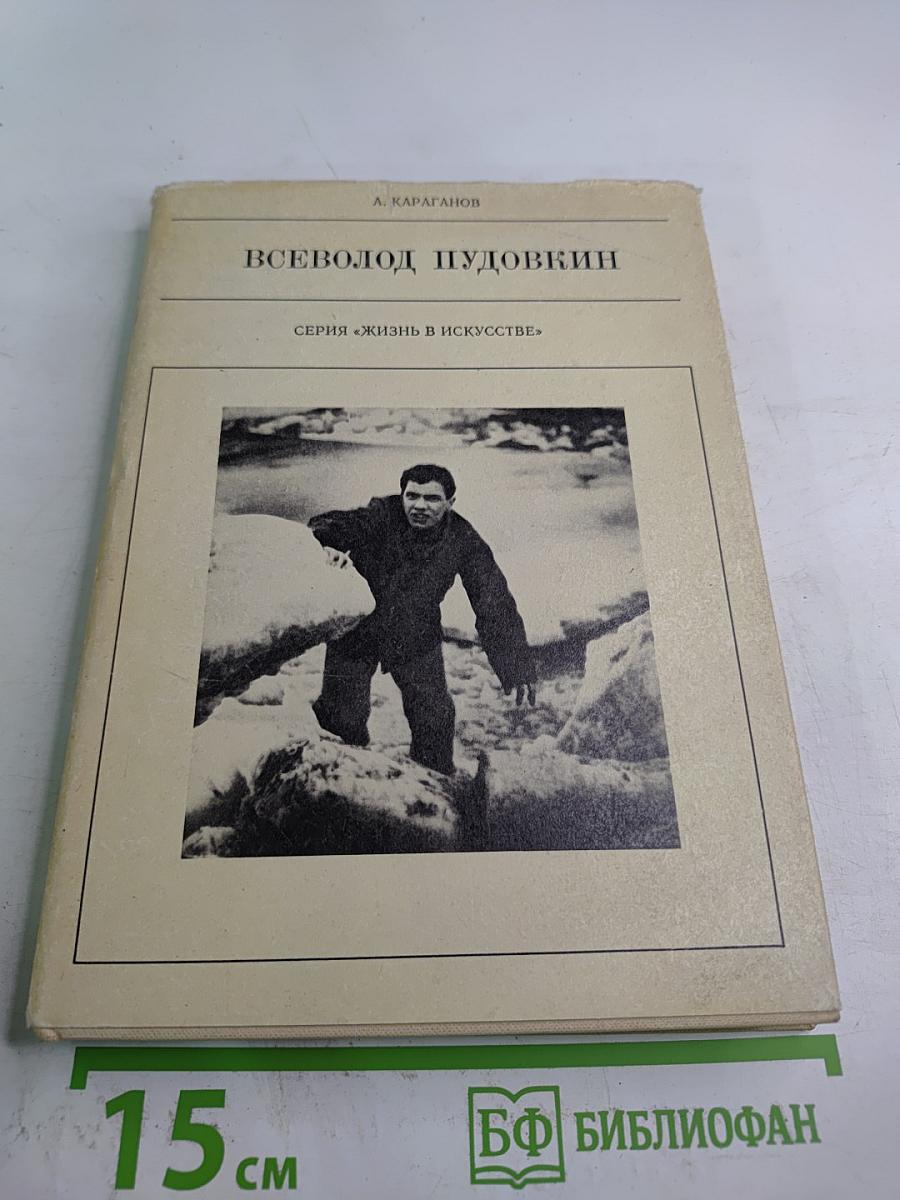 А. КАРАГАНОВ
ВСЕВОЛОД ПУДОВКИН
СЕРИЯ «ЖИЗНЬ В ИСКУССТВЕ»
15 см
БФ БИБЛИОФАН